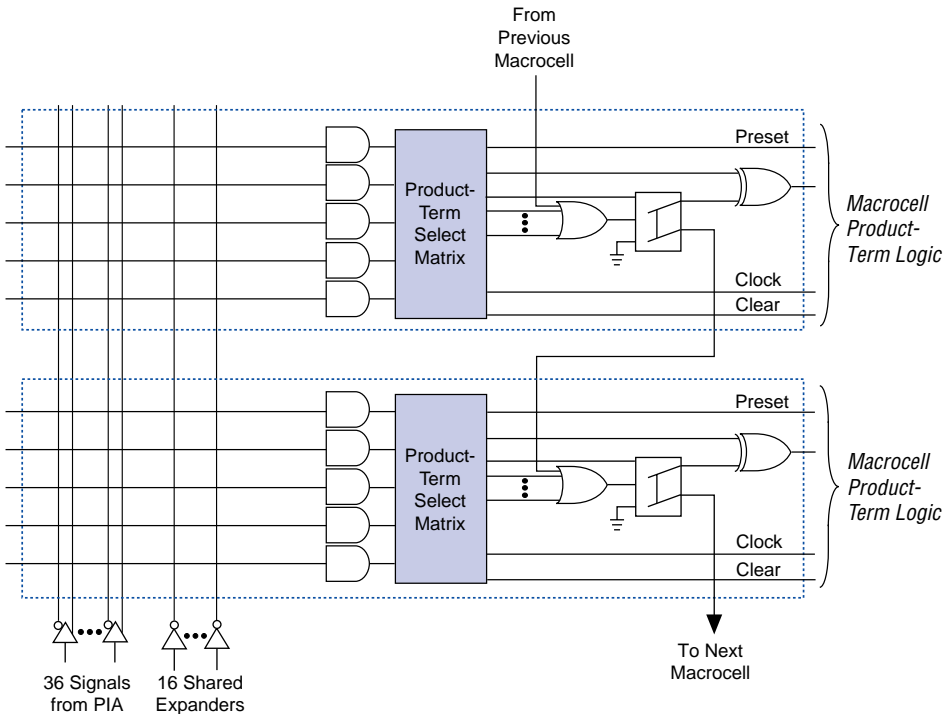 From
Previous
Macrocell
Preset
Product-
Term
Select
Matrix
Macrocell
Product-
Term Logic
Clock
Clear
Preset
Product-
Term
Select
Matrix
Macrocell
Product-
Term Logic
Clock
Clear
To Next
Macrocell
36 Signals
from PIA
16 Shared
Expanders